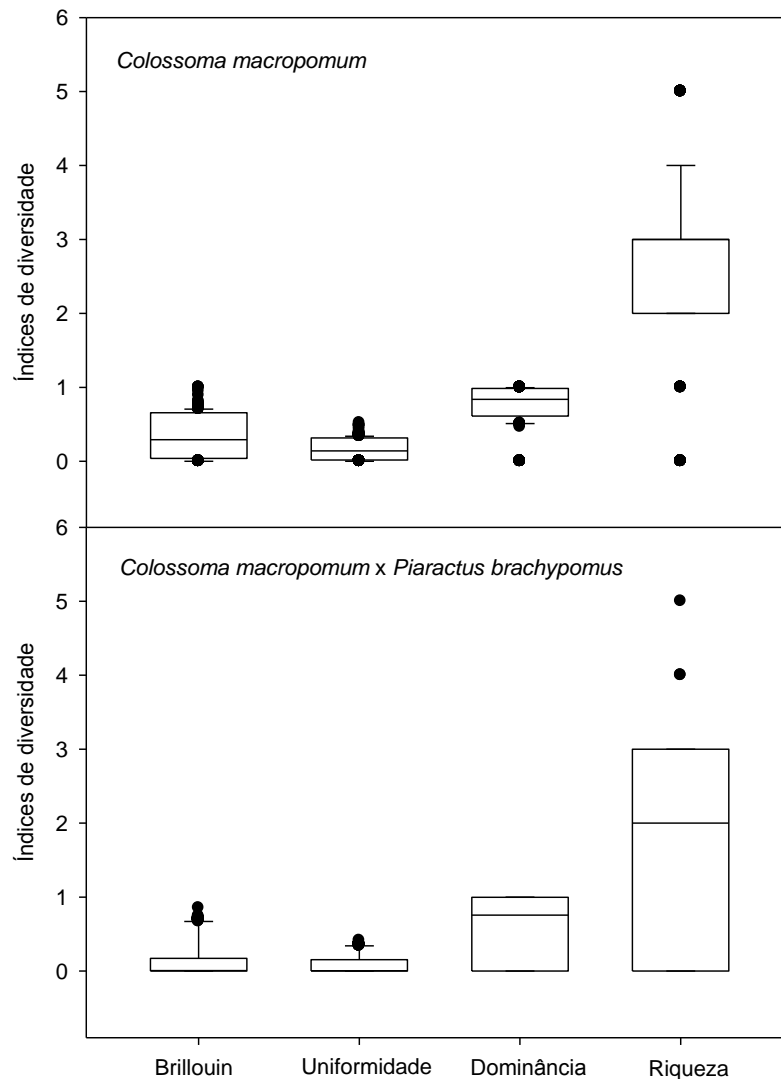 6
Colossoma macropomum
5
4
3
2
1
0
Índices de diversidade
6
Colossoma macropomum x Piaractus brachypomus
5
4
3
2
1
0
Índices de diversidade
Brillouin Uniformidade Dominância Riqueza